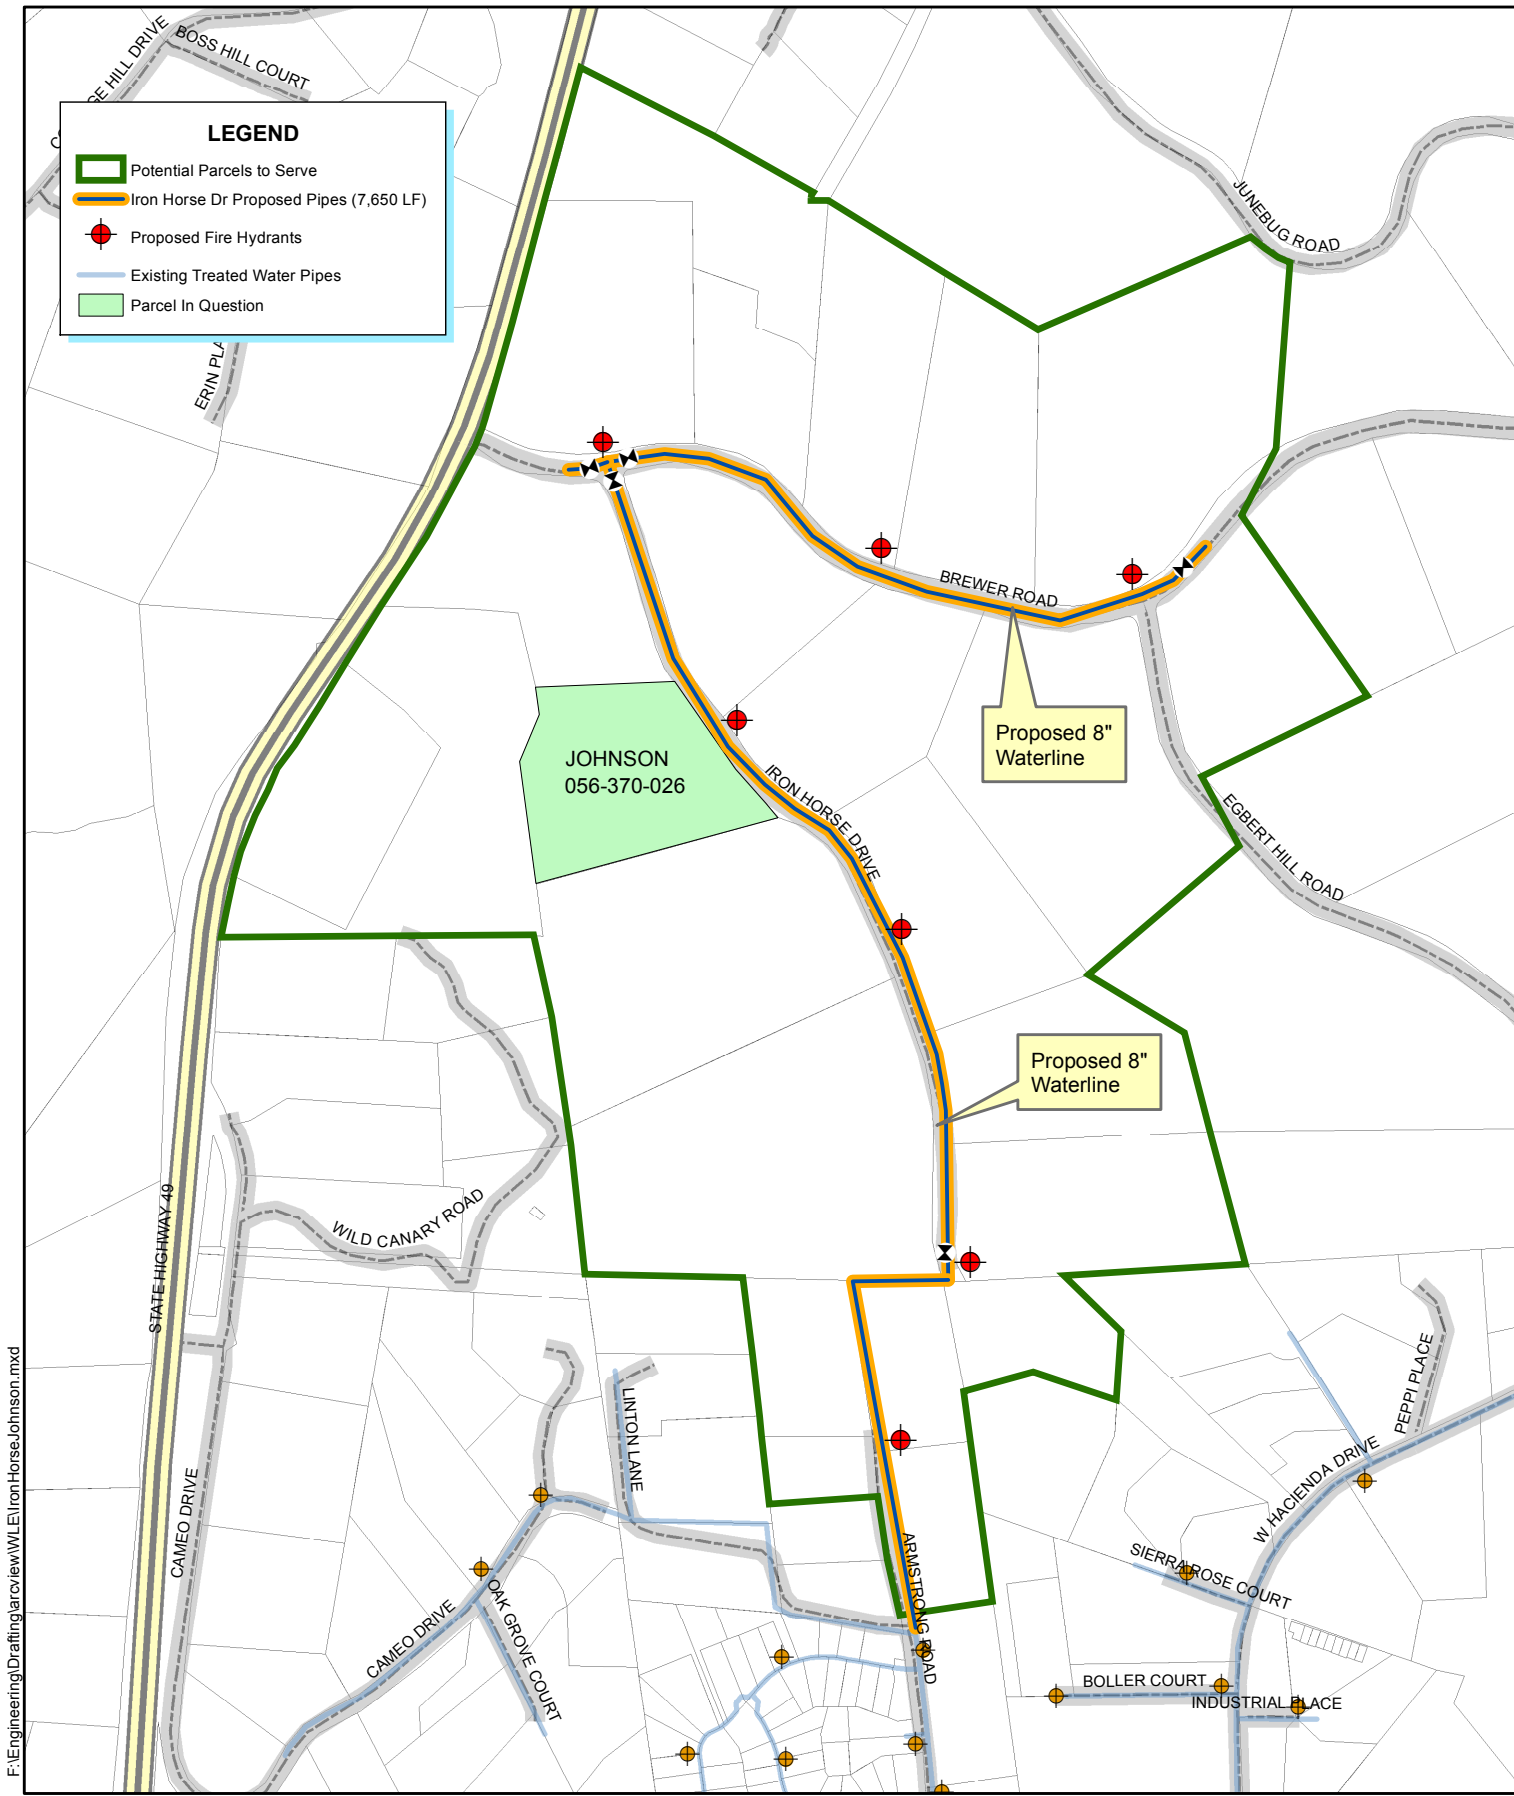 BOSS HILL COURT
GE HILL DRIVE
LEGEND
Potential Parcels to Serve
Iron Horse Dr Proposed Pipes (7,650 LF)
Proposed Fire Hydrants
Existing Treated Water Pipes
Parcel In Question
ERIN PLA
JUNEBUG ROAD
BREWER ROAD
Proposed 8"
Waterline
JOHNSON
056-370-026
IRON HORSE DRIVE
EGBERT HILL ROAD
Proposed 8"
Waterline
WILD CANARY ROAD
STATE HIGHWAY 49
PEPPI PLACE
LINTON LANE
W HACIENDA DRIVE
CAMEO DRIVE
SIERRA ROSE COURT
ARMSTRONG ROAD
OAK GROVE COURT
CAMEO DRIVE
BOLLER COURT
INDUSTRIAL PLACE
F:\Engineering\Drafting\arcview\WLE\IronHorseJohnson.mxd